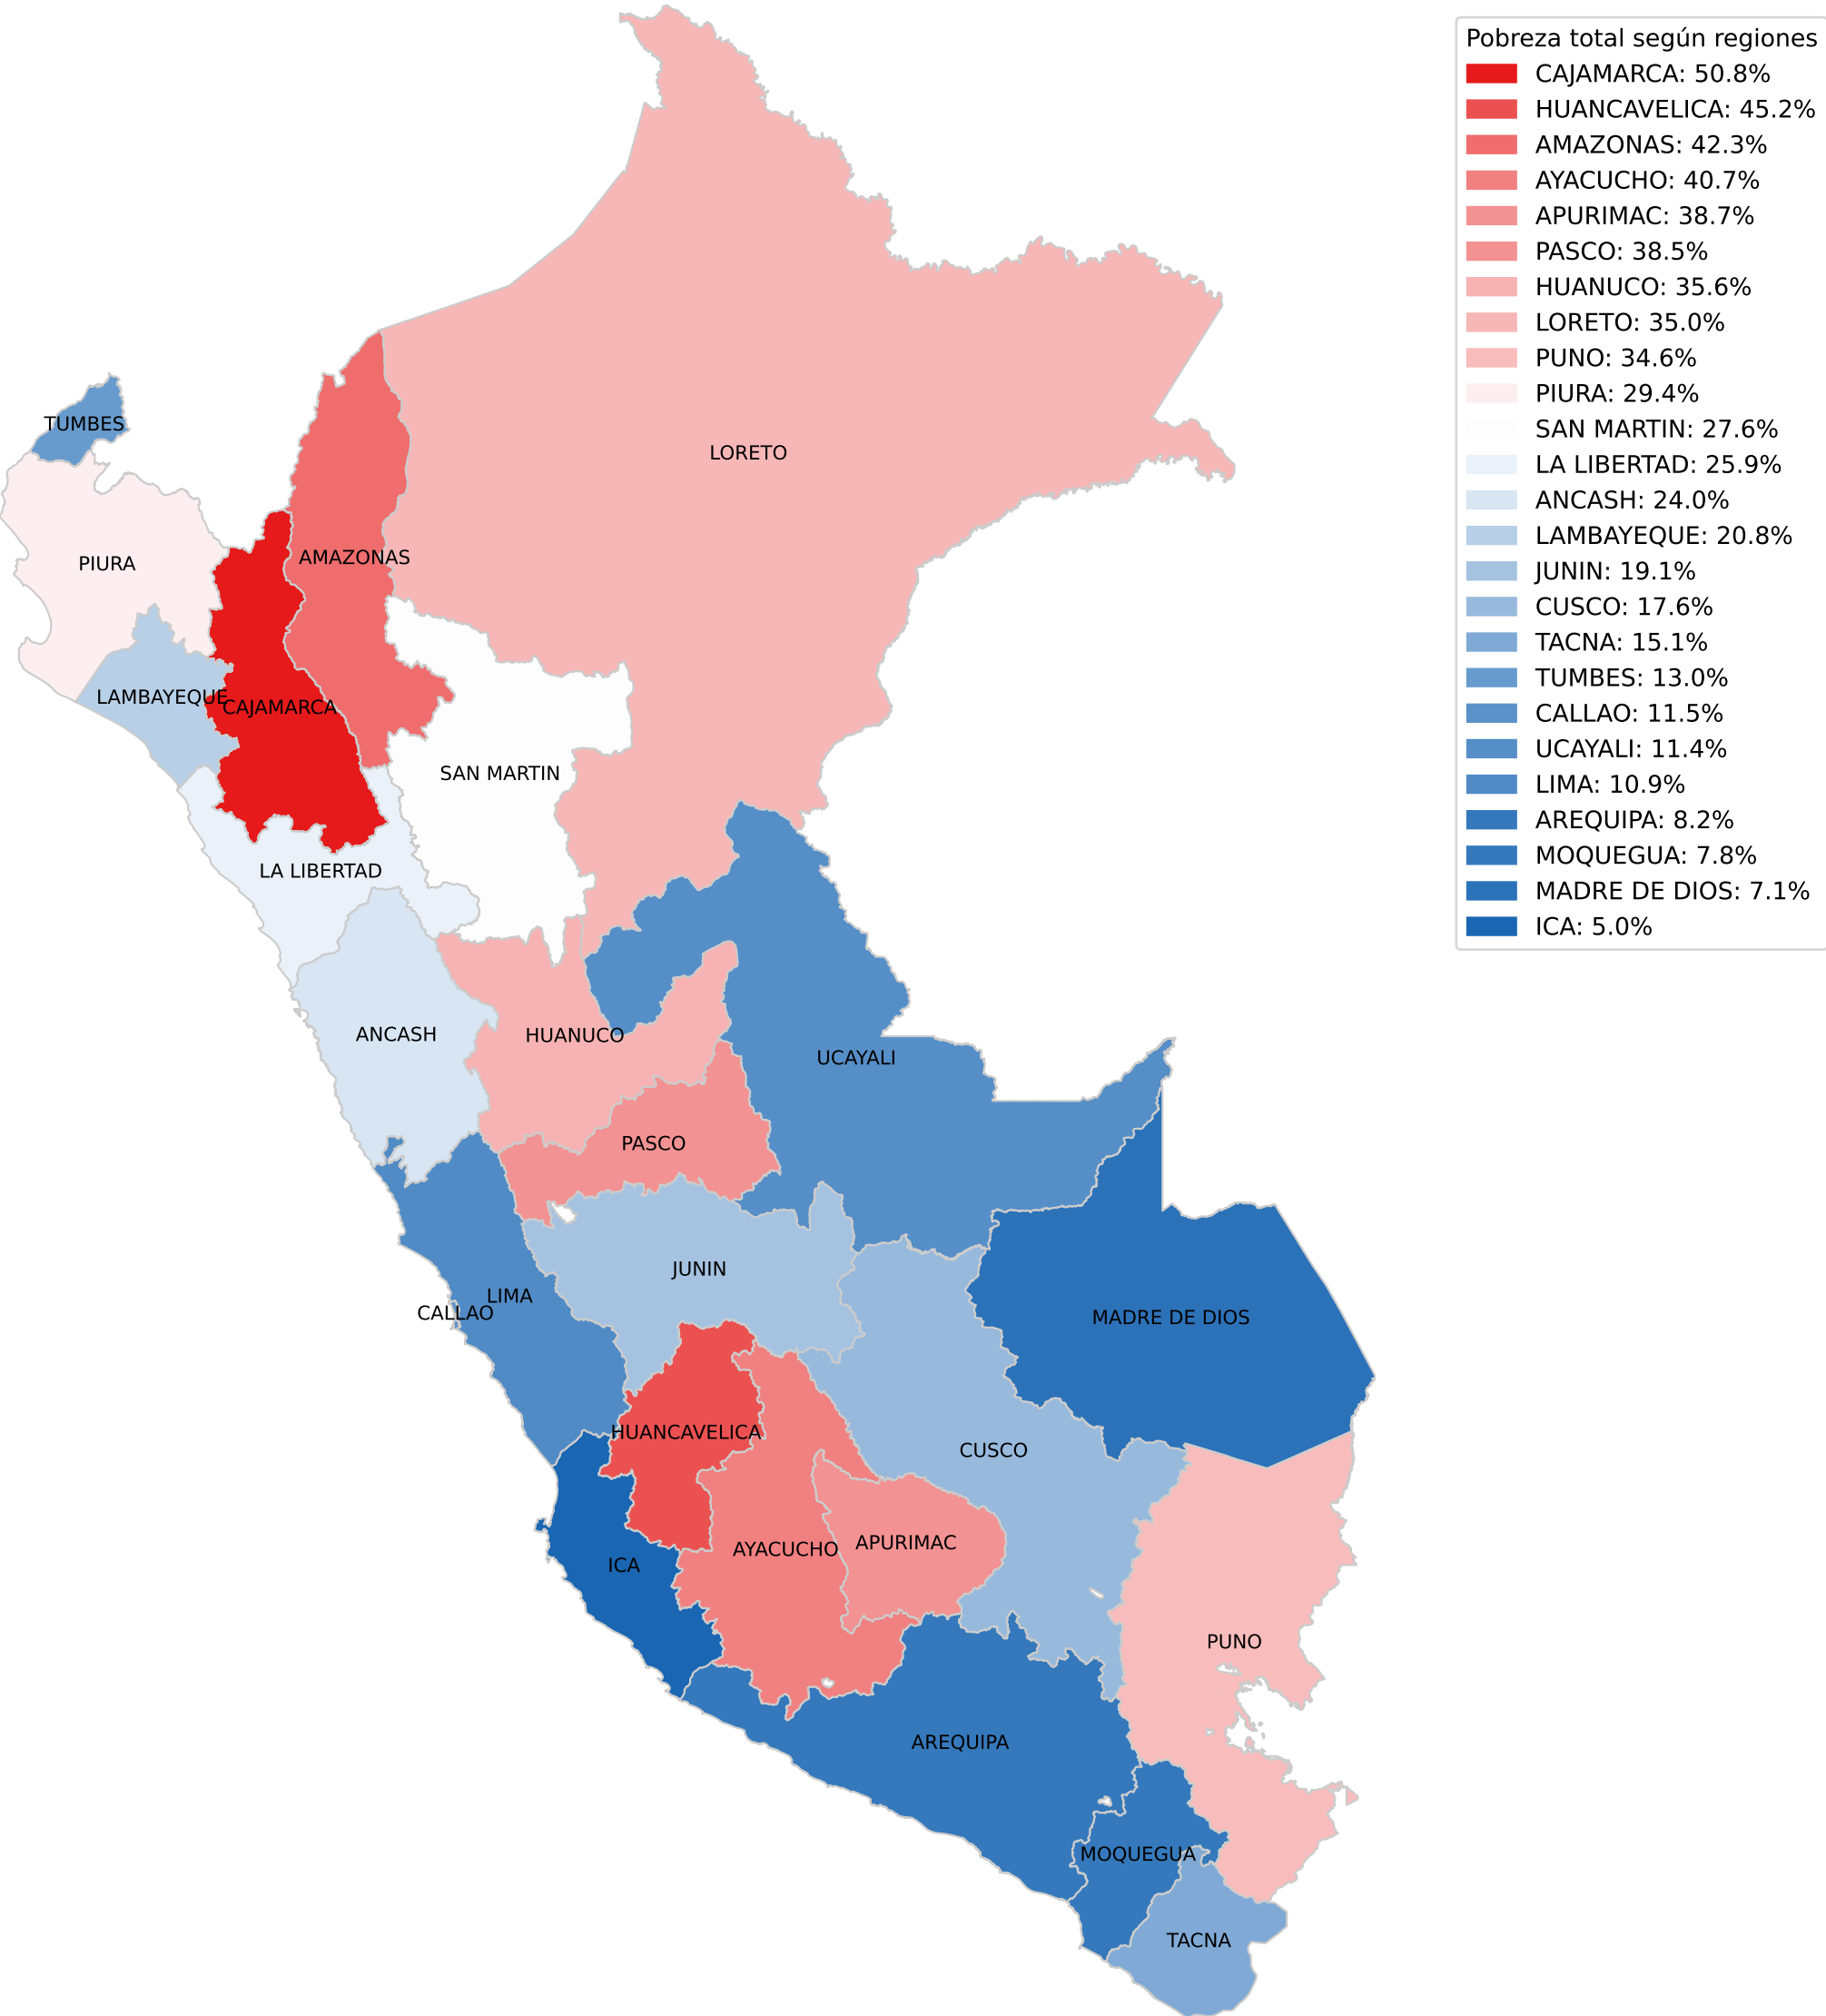 Pobreza total según regiones
CAJAMARCA: 50.8%
HUANCAVELICA: 45.2%
AMAZONAS: 42.3%
AYACUCHO: 40.7%
APURIMAC: 38.7%
PASCO: 38.5%
HUANUCO: 35.6%
LORETO: 35.0%
PUNO: 34.6%
PIURA: 29.4%
SAN MARTIN: 27.6%
LA LIBERTAD: 25.9%
ANCASH: 24.0%
LAMBAYEQUE: 20.8%
JUNIN: 19.1%
CUSCO: 17.6%
TACNA: 15.1%
TUMBES: 13.0%
CALLAO: 11.5%
UCAYALI: 11.4%
LIMA: 10.9%
AREQUIPA: 8.2%
MOQUEGUA: 7.8%
MADRE DE DIOS: 7.1%
ICA: 5.0%
TUMBES
LORETO
AMAZONAS
PIURA
LAMBAYEQUE
CAJAMARCA
SAN MARTIN
LA LIBERTAD
ANCASH
HUANUCO
UCAYALI
PASCO
JUNIN
LIMA
CALLAO
MADRE DE DIOS
HUANCAVELICA
CUSCO
APURIMAC
AYACUCHO
ICA
PUNO
AREQUIPA
MOQUEGUA
TACNA